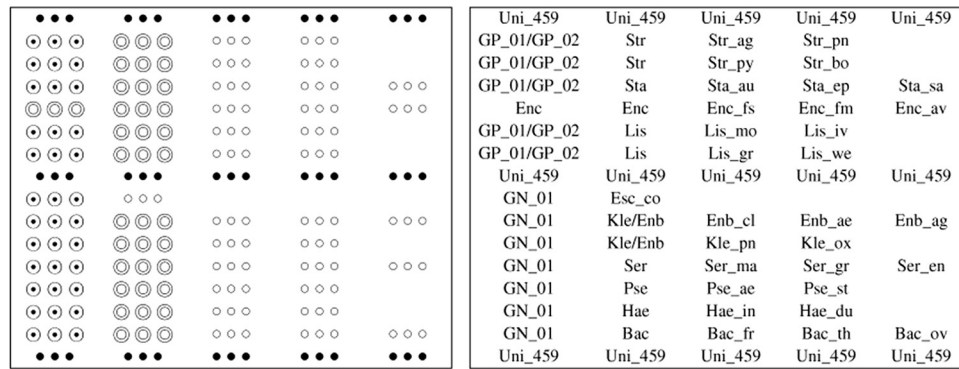 Uni_459 Uni_459 Uni_459 Uni_459 Uni_459
GP_01/GP_02 Str Str_ag Str_pn
GP_01/GP_02 Str Str_py Str_bo
GP_01/GP_02 Sta Sta_au Sta_ep Sta_sa
Enc Enc Enc_fs Enc_fm Enc_av
GP_01/GP_02 Lis Lis_mo Lis_iv
GP_01/GP_02 Lis Lis_gr Lis_we
Uni_459 Uni_459 Uni_459 Uni_459 Uni_459
GN_01 Esc_co
GN_01 Kle/Enb Enb_cl Enb_ae Enb_ag
GN_01 Kle/Enb Kle_pn Kle_ox
GN_01 Ser Ser_ma Ser_gr Ser_en
GN_01 Pse Pse_ae Pse_st
GN_01 Hae Hae_in Hae_du
GN_01 Bac Bac_fr Bac_th Bac_ov
Uni_459 Uni_459 Uni_459 Uni_459 Uni_459